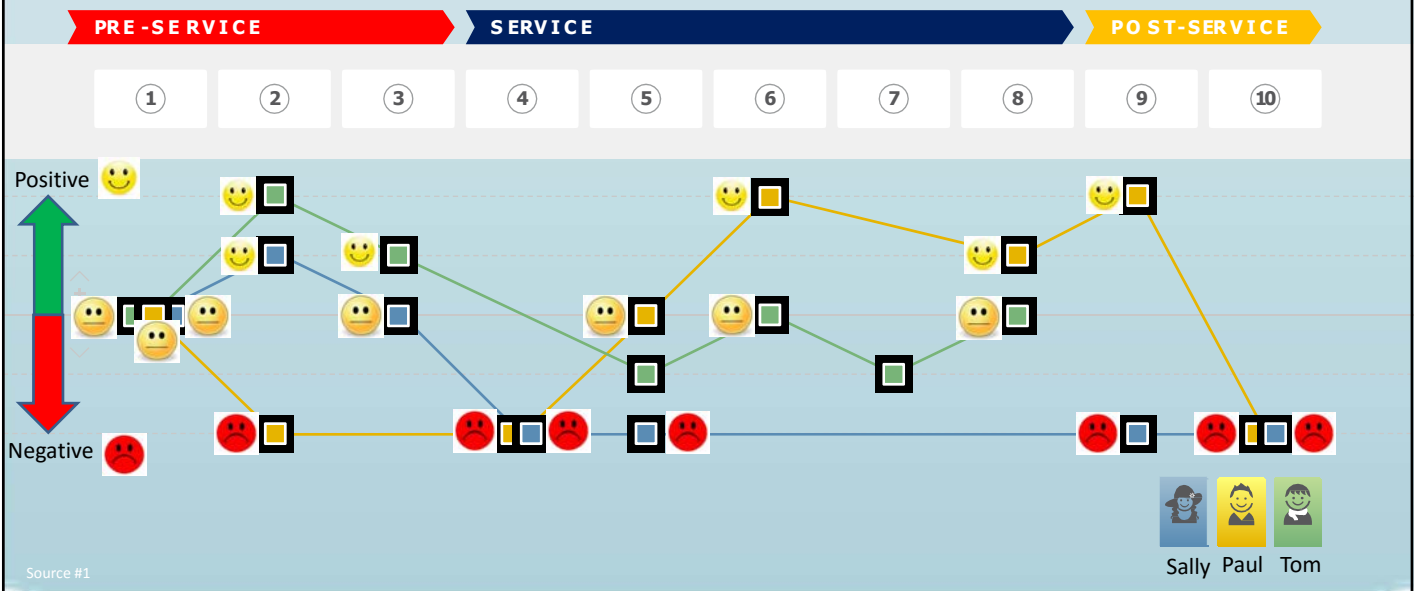 PRE-SERVICE SERVICE POST-SERVICE
1 2 3 4 5 6 7 8 9 10
Positive
Negative
Sally Paul Tom
Source #1